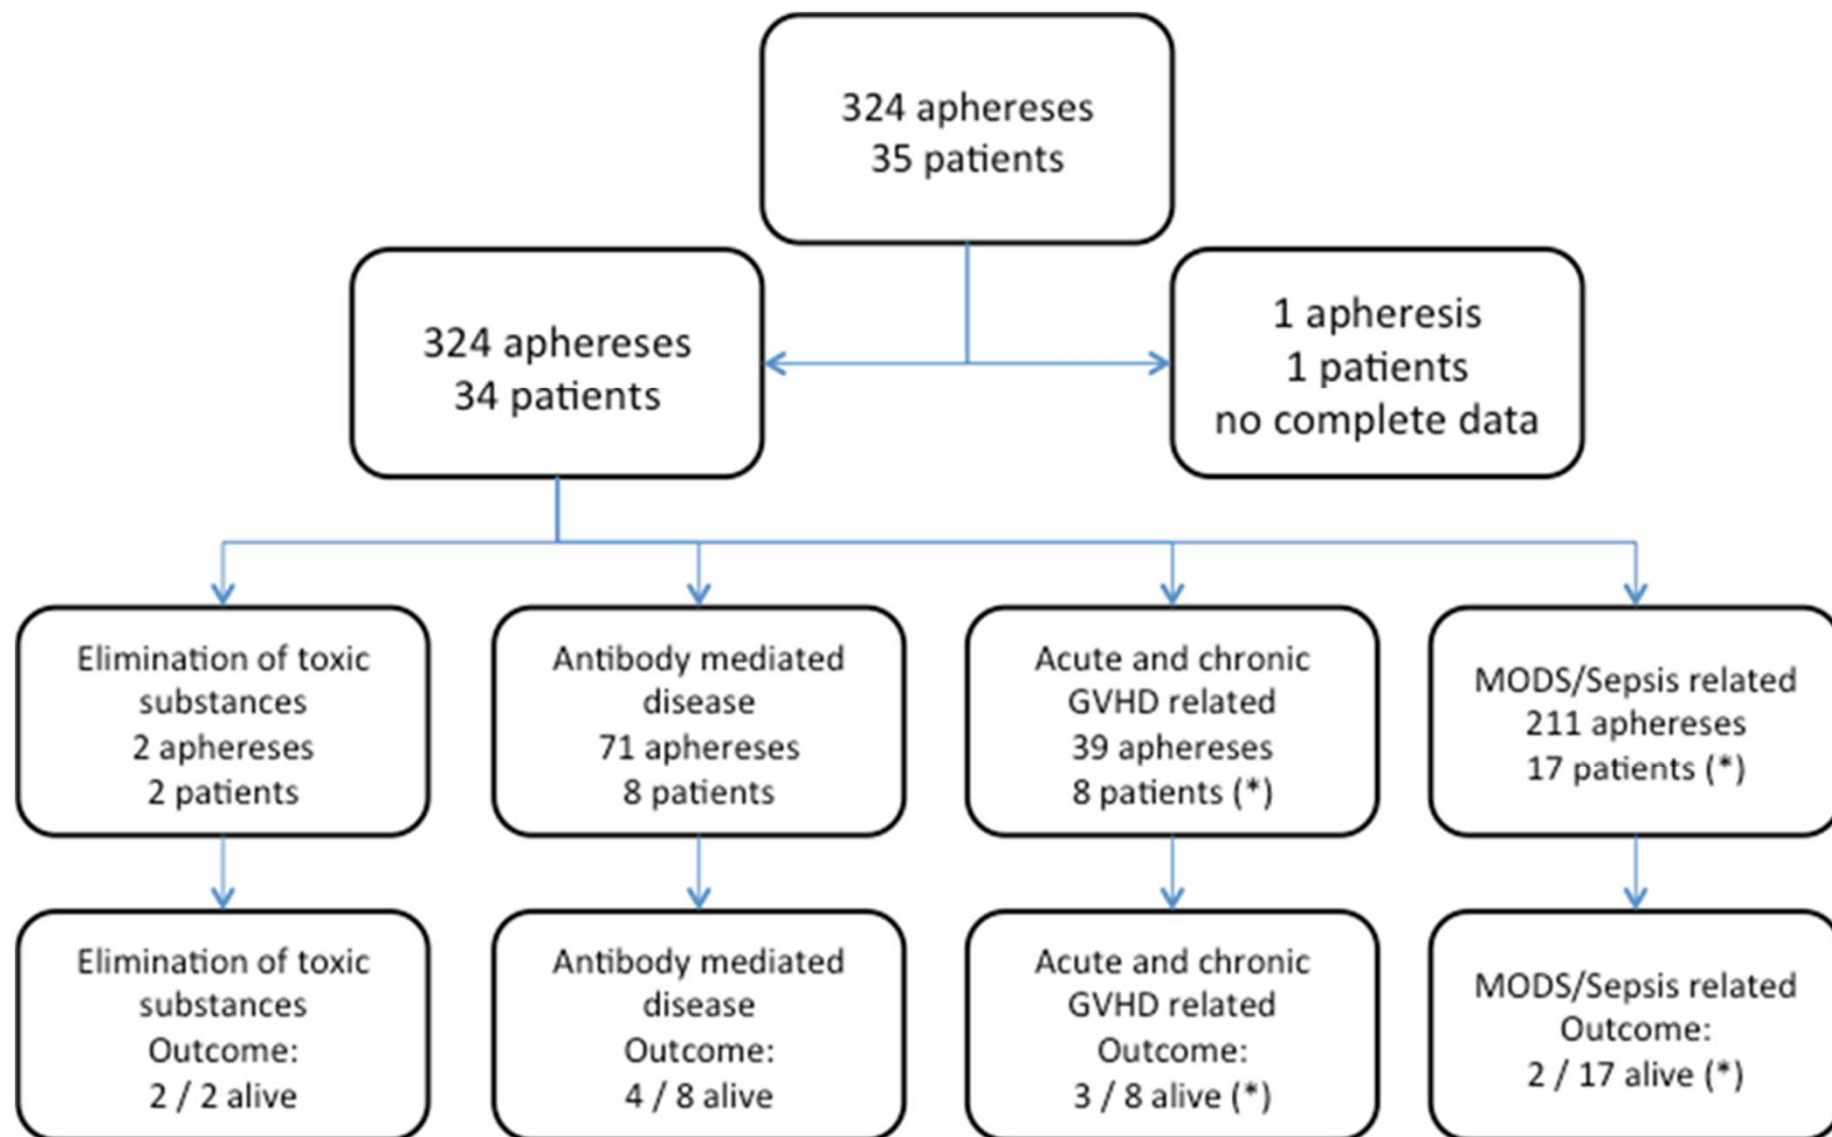 324 aphereses
35 patients
324 aphereses
34 patients
1 apheresis
1 patients
no complete data
Elimination of toxic
substances
2 aphereses
2 patients
Antibody mediated
disease
71 aphereses
8 patients
Acute and chronic
GVHD related
39 aphereses
8 patients (*)
MODS/Sepsis related
211 aphereses
17 patients (*)
Elimination of toxic
substances
Outcome:
2 / 2 alive
Antibody mediated
disease
Outcome:
4 / 8 alive
Acute and chronic
GVHD related
Outcome:
3 / 8 alive (*)
MODS/Sepsis related
Outcome:
2 / 17 alive (*)